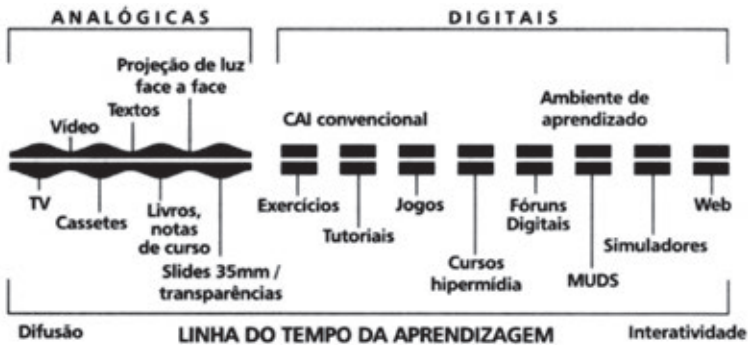 ANALÓGICAS
DIGITAIS
Projeção de luz
face a face
Textos
Vídeo
TV
Cassetes
Livros,
notas
de curso
Slides 35mm /
transparências
CAI convencional
Ambiente de
aprendizado
Exercícios
Tutoriais
Jogos
Cursos
hipermídia
Fóruns
Digitais
MUDS
Simuladores
Web
Difusão
LINHA DO TEMPO DA APRENDIZAGEM
Interatividade